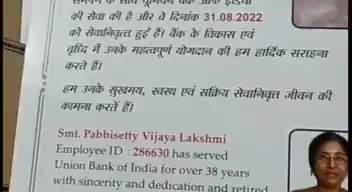 समर्पण के साथ यूनियन बैंक ऑफ इंडिया
की सेवा की है और वे दिनांक 31.08.2022
को सेवानिवृत्त हुई हैं। बैंक के विकास एवं
वृद्धि में उनके महत्वपूर्ण योगदान की हम हार्दिक सराहना
करते हैं।
हम उनके सुखमय, स्वस्थ एवं सक्रिय सेवानिवृत्त जीवन की
कामना करतें हैं।
Smt. Pabbisetty Vijaya Lakshmi
Employee ID : 286630 has served
Union Bank of India for over 38 years
with sincerity and dedication and retired